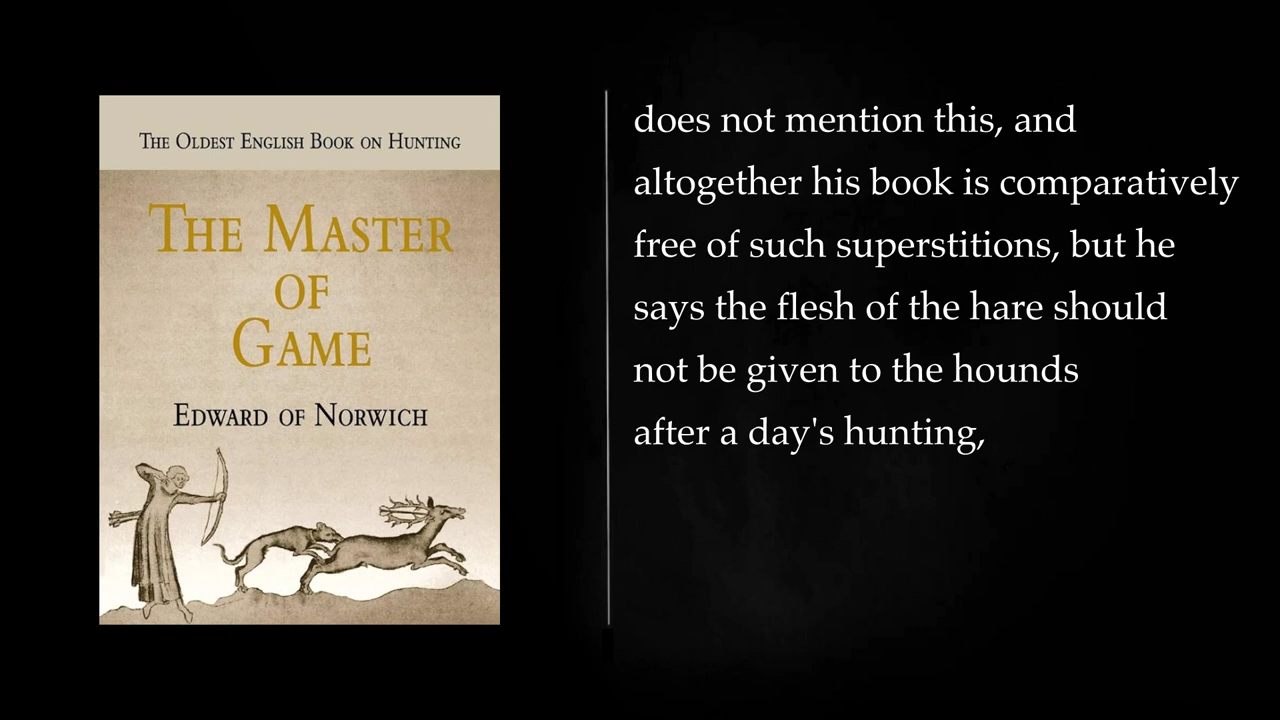 The Oldest English Book on Hunting
The Master
of
Game
Edward of Norwich
does not mention this, and
altogether his book is comparatively
free of such superstitions, but he
says the flesh of the hare should
not be given to the hounds
after a day's hunting,